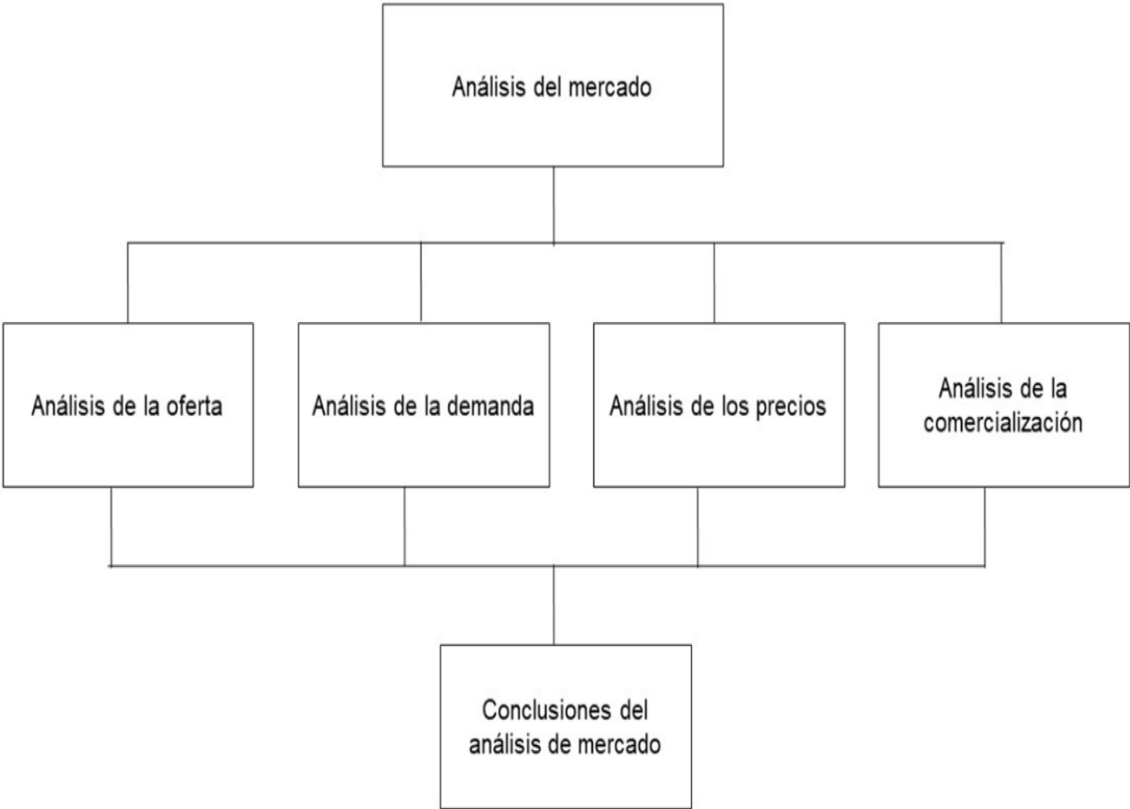 Análisis del mercado
Análisis de la oferta
Análisis de la demanda
Análisis de los precios
Análisis de la
comercialización
Conclusiones del
análisis de mercado